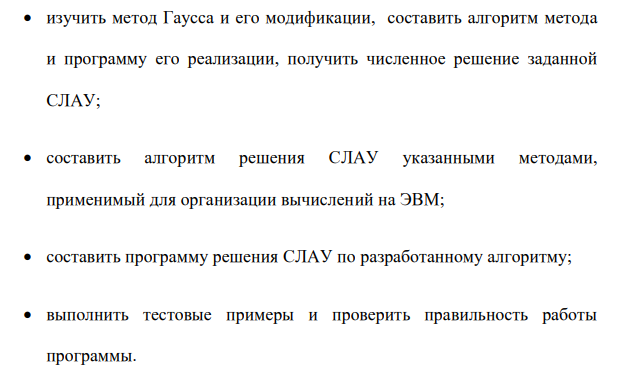 • изучить метод Гаусса и его модификации, составить алгоритм метода
и программу его реализации, получить численное решение заданной
СЛАУ;
• составить алгоритм решения СЛАУ указанными методами,
применимый для организации вычислений на ЭВМ;
• составить программу решения СЛАУ по разработанному алгоритму;
• выполнить тестовые примеры и проверить правильность работы
программы.